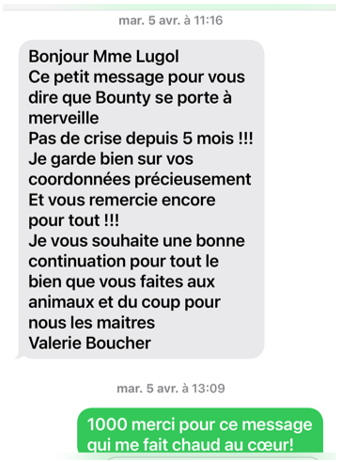 mar. 5 avr. à 11:16
Bonjour Mme Lugol
Ce petit message pour vous
dire que Bounty se porte à
merveille
Pas de crise depuis 5 mois !!!
Je garde bien sur vos
coordonnées précieusement
Et vous remercie encore
pour tout !!!
Je vous souhaite une bonne
continuation pour tout le
bien que vous faites aux
animaux et du coup pour
nous les maitres
Valerie Boucher
mar. 5 avr. à 13:09
1000 merci pour ce message
qui me fait chaud au cœur!